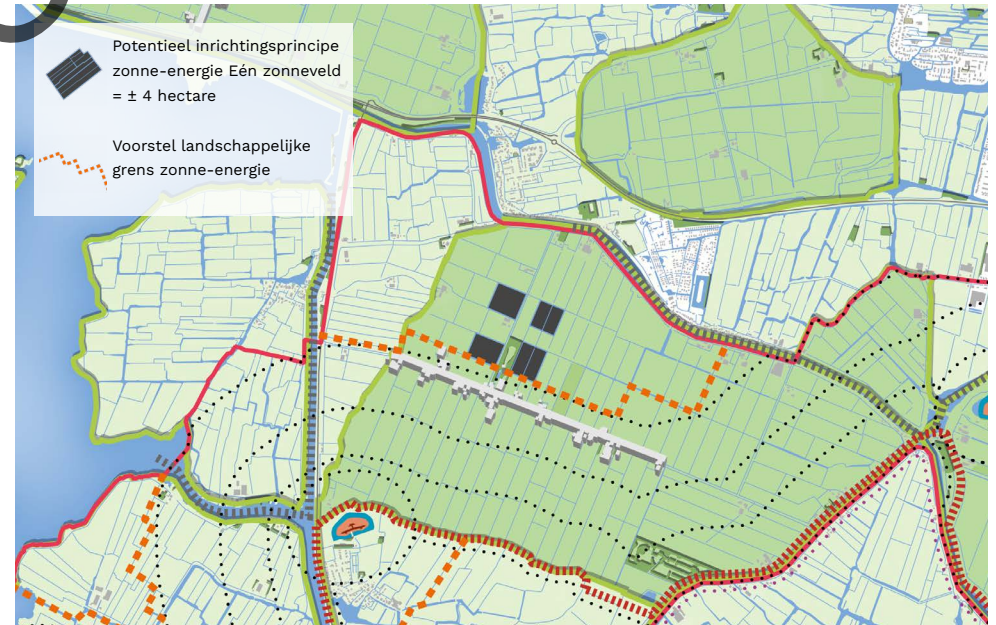 Potentieel inrichtingsprincipe
zonne-energie Eén zonneveld
= ± 4 hectare
Voorstel landschappelijke
grens zonne-energie